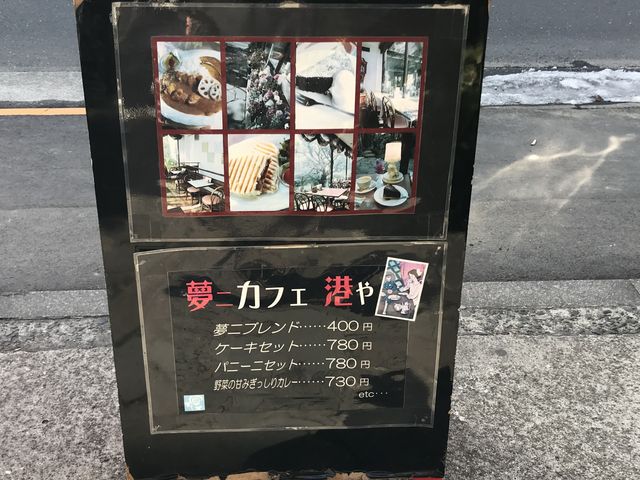 夢二カフェ 港や
夢二ブレンド……400円
ケーキセット……780円
パニーニセット……780円
野菜の甘みぎっしりカレー……730円
etc…